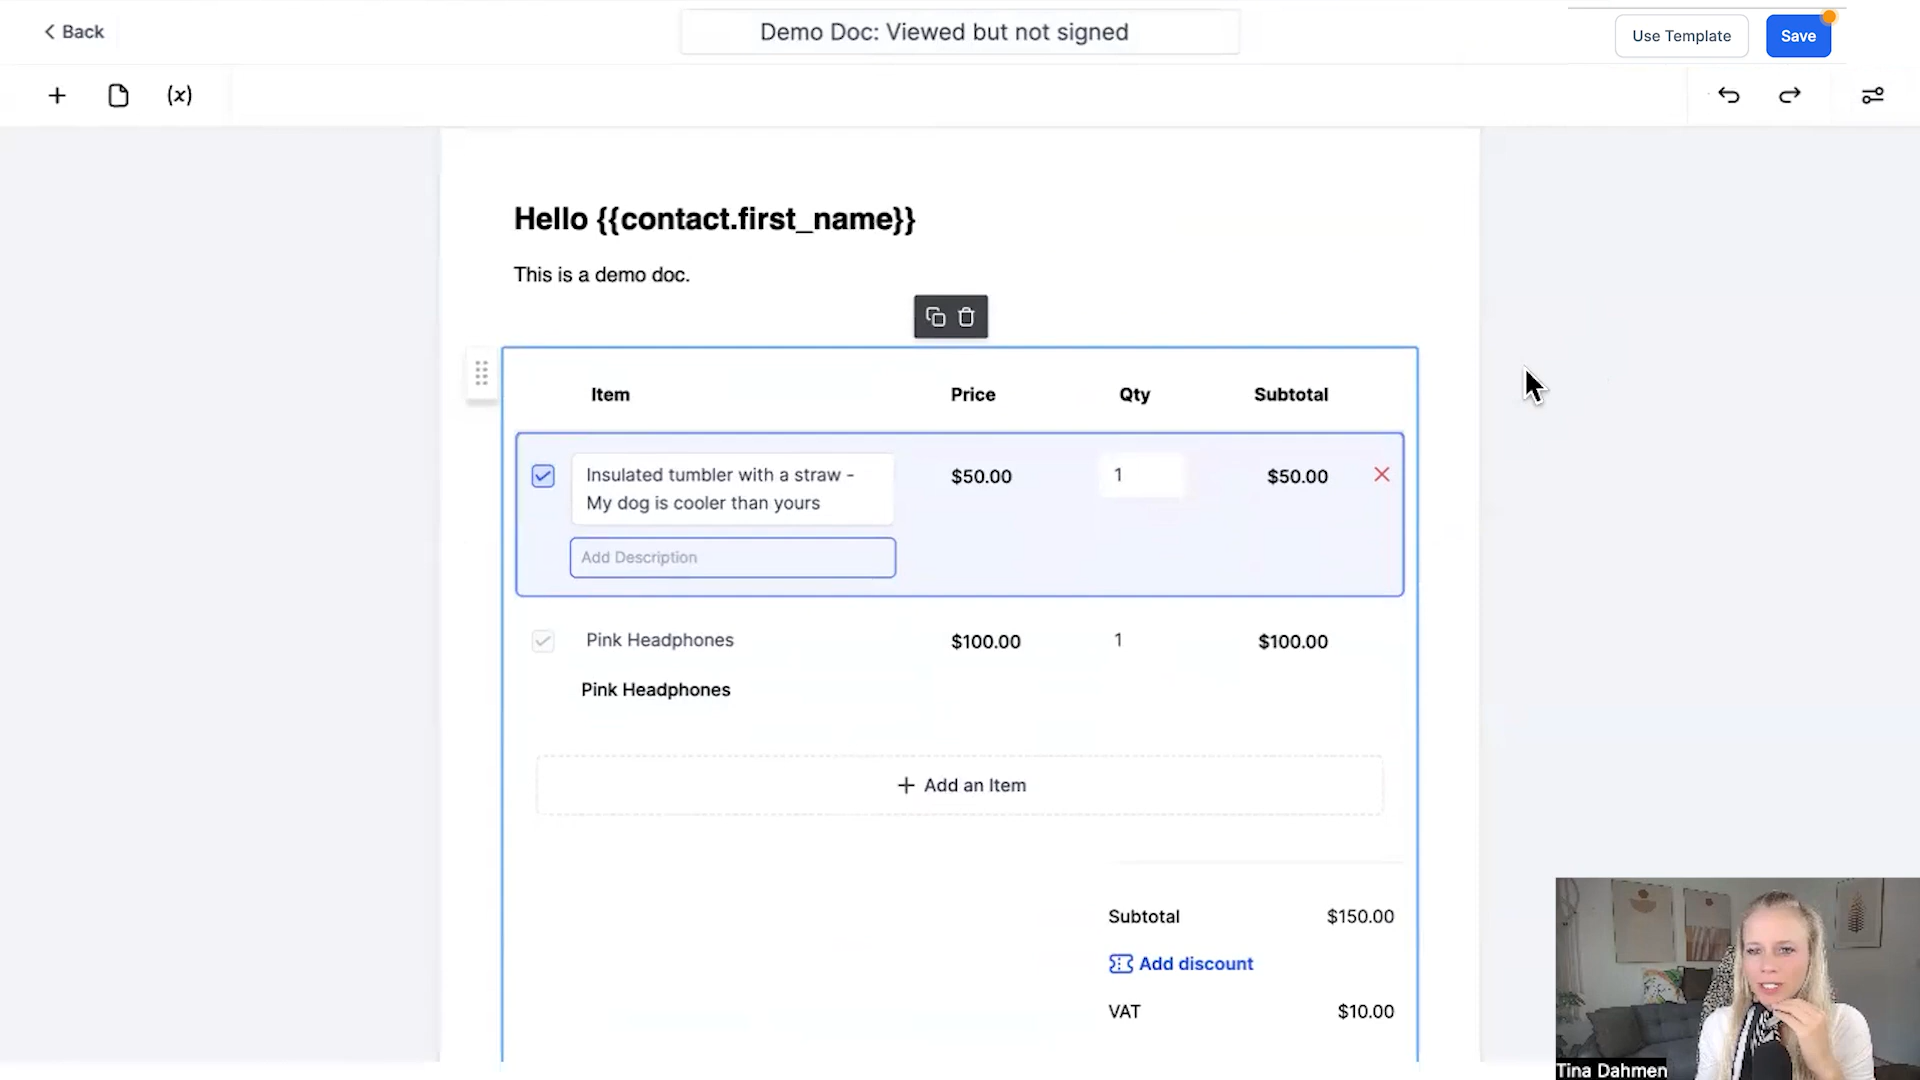 Back
Demo Doc: Viewed but not signed
Use Template
Save
(x)
Hello {{contact.first_name}}
This is a demo doc.
Item Price Qty Subtotal
Insulated tumbler with a straw - $50.00 1 $50.00
My dog is cooler than yours
Add Description
Pink Headphones $100.00 1 $100.00
Pink Headphones
Add an Item
Subtotal $150.00
Add discount
VAT $10.00
Tina Dahmen